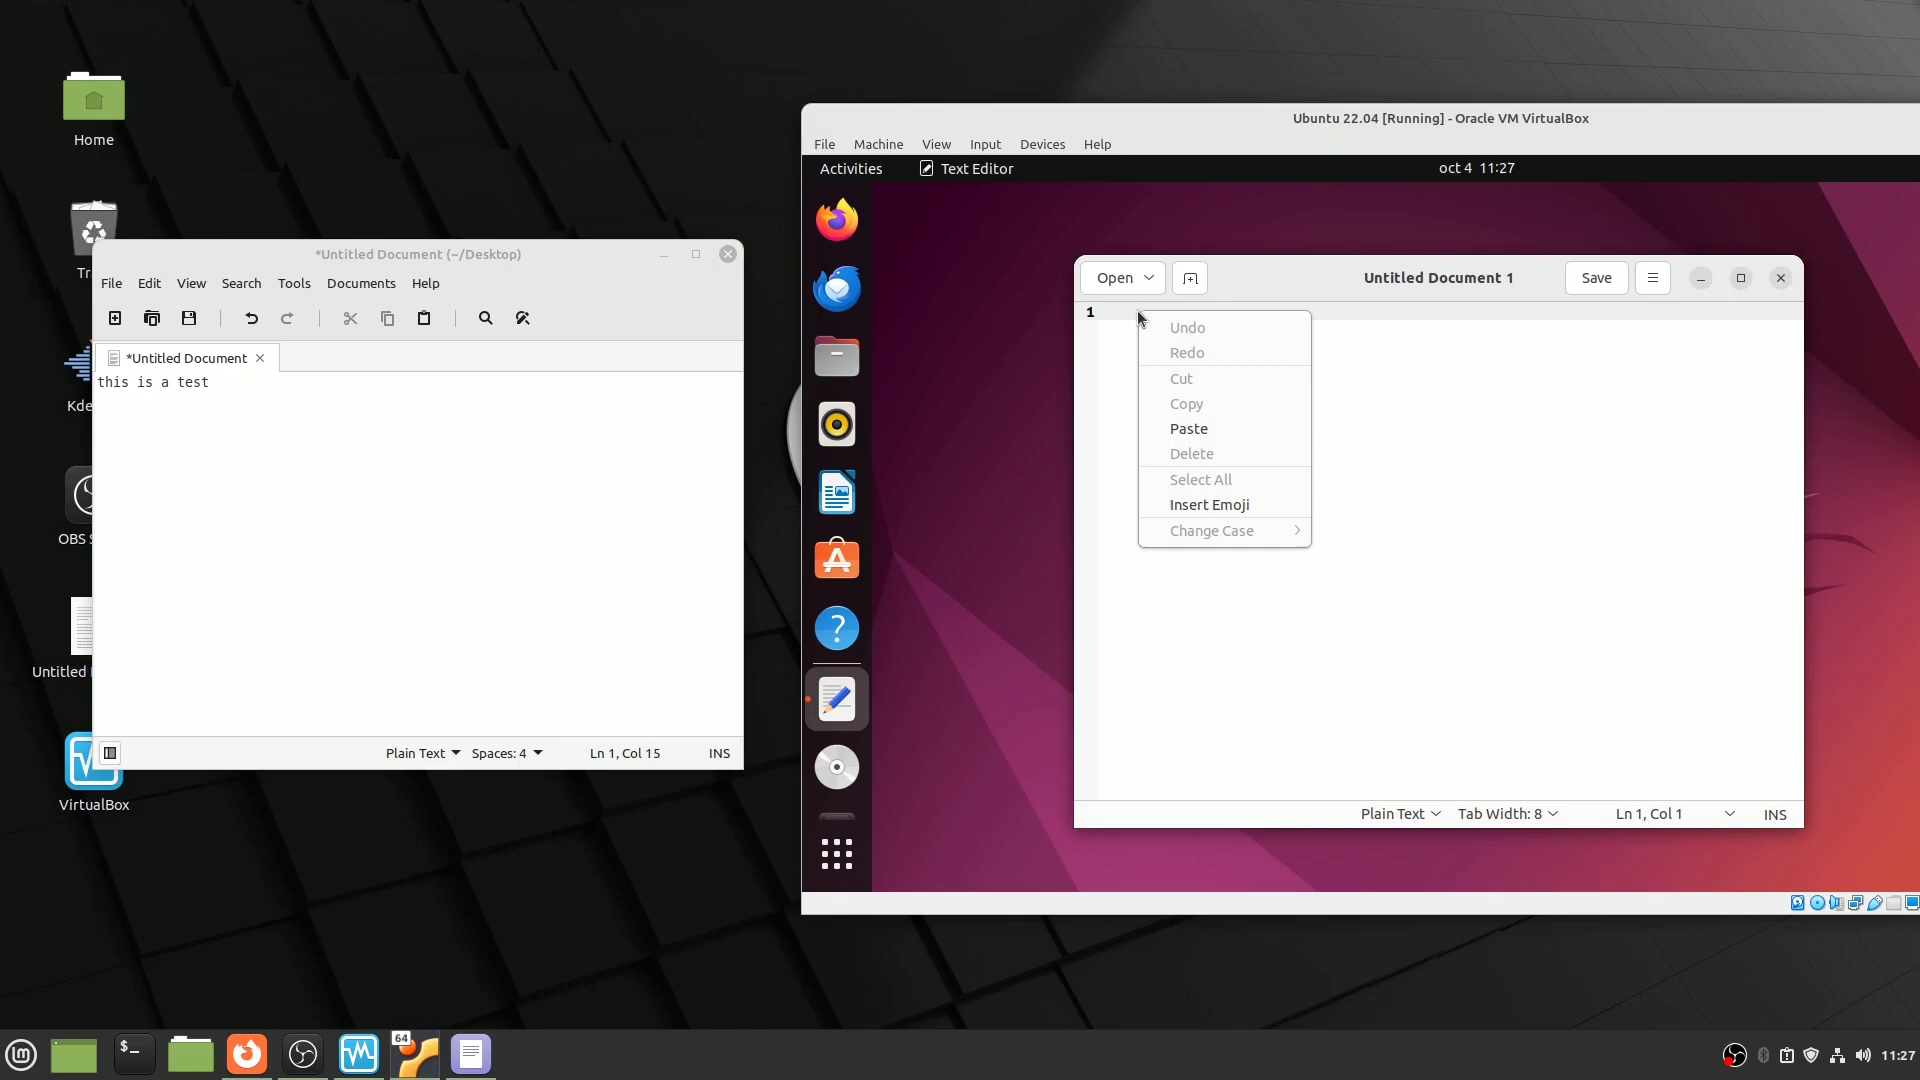 Home
Kde
OBS S
Untitled
VirtualBox
*Untitled Document (~/Desktop)
File Edit View Search Tools Documents Help
*Untitled Document
this is a test
Plain Text Spaces: 4 Ln 1, Col 15 INS
Ubuntu 22.04 [Running] - Oracle VM VirtualBox
File Machine View Input Devices Help
Activities Text Editor oct 4 11:27
Open Untitled Document 1 Save
1
Undo
Redo
Cut
Copy
Paste
Delete
Select All
Insert Emoji
Change Case
Plain Text Tab Width: 8 Ln 1, Col 1 INS
64
11:27